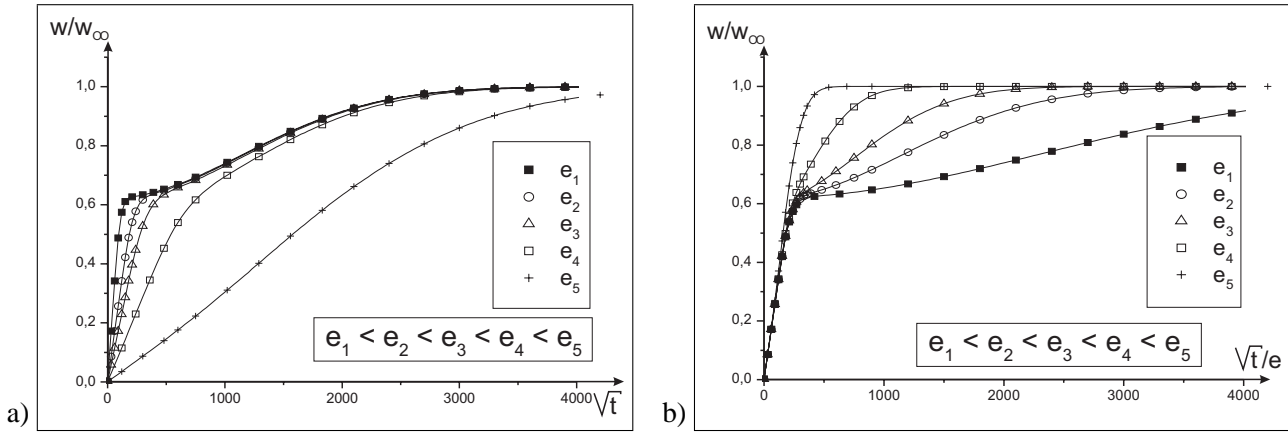 a)
w/w∞
1,0
0,8
0,6
0,4
0,2
0,0
0
1000
2000
3000
4000
√t
e1
e2
e3
e4
e5
e1 < e2 < e3 < e4 < e5
b)
w/w∞
1,0
0,8
0,6
0,4
0,2
0,0
0
1000
2000
3000
4000
√t/e
e1
e2
e3
e4
e5
e1 < e2 < e3 < e4 < e5